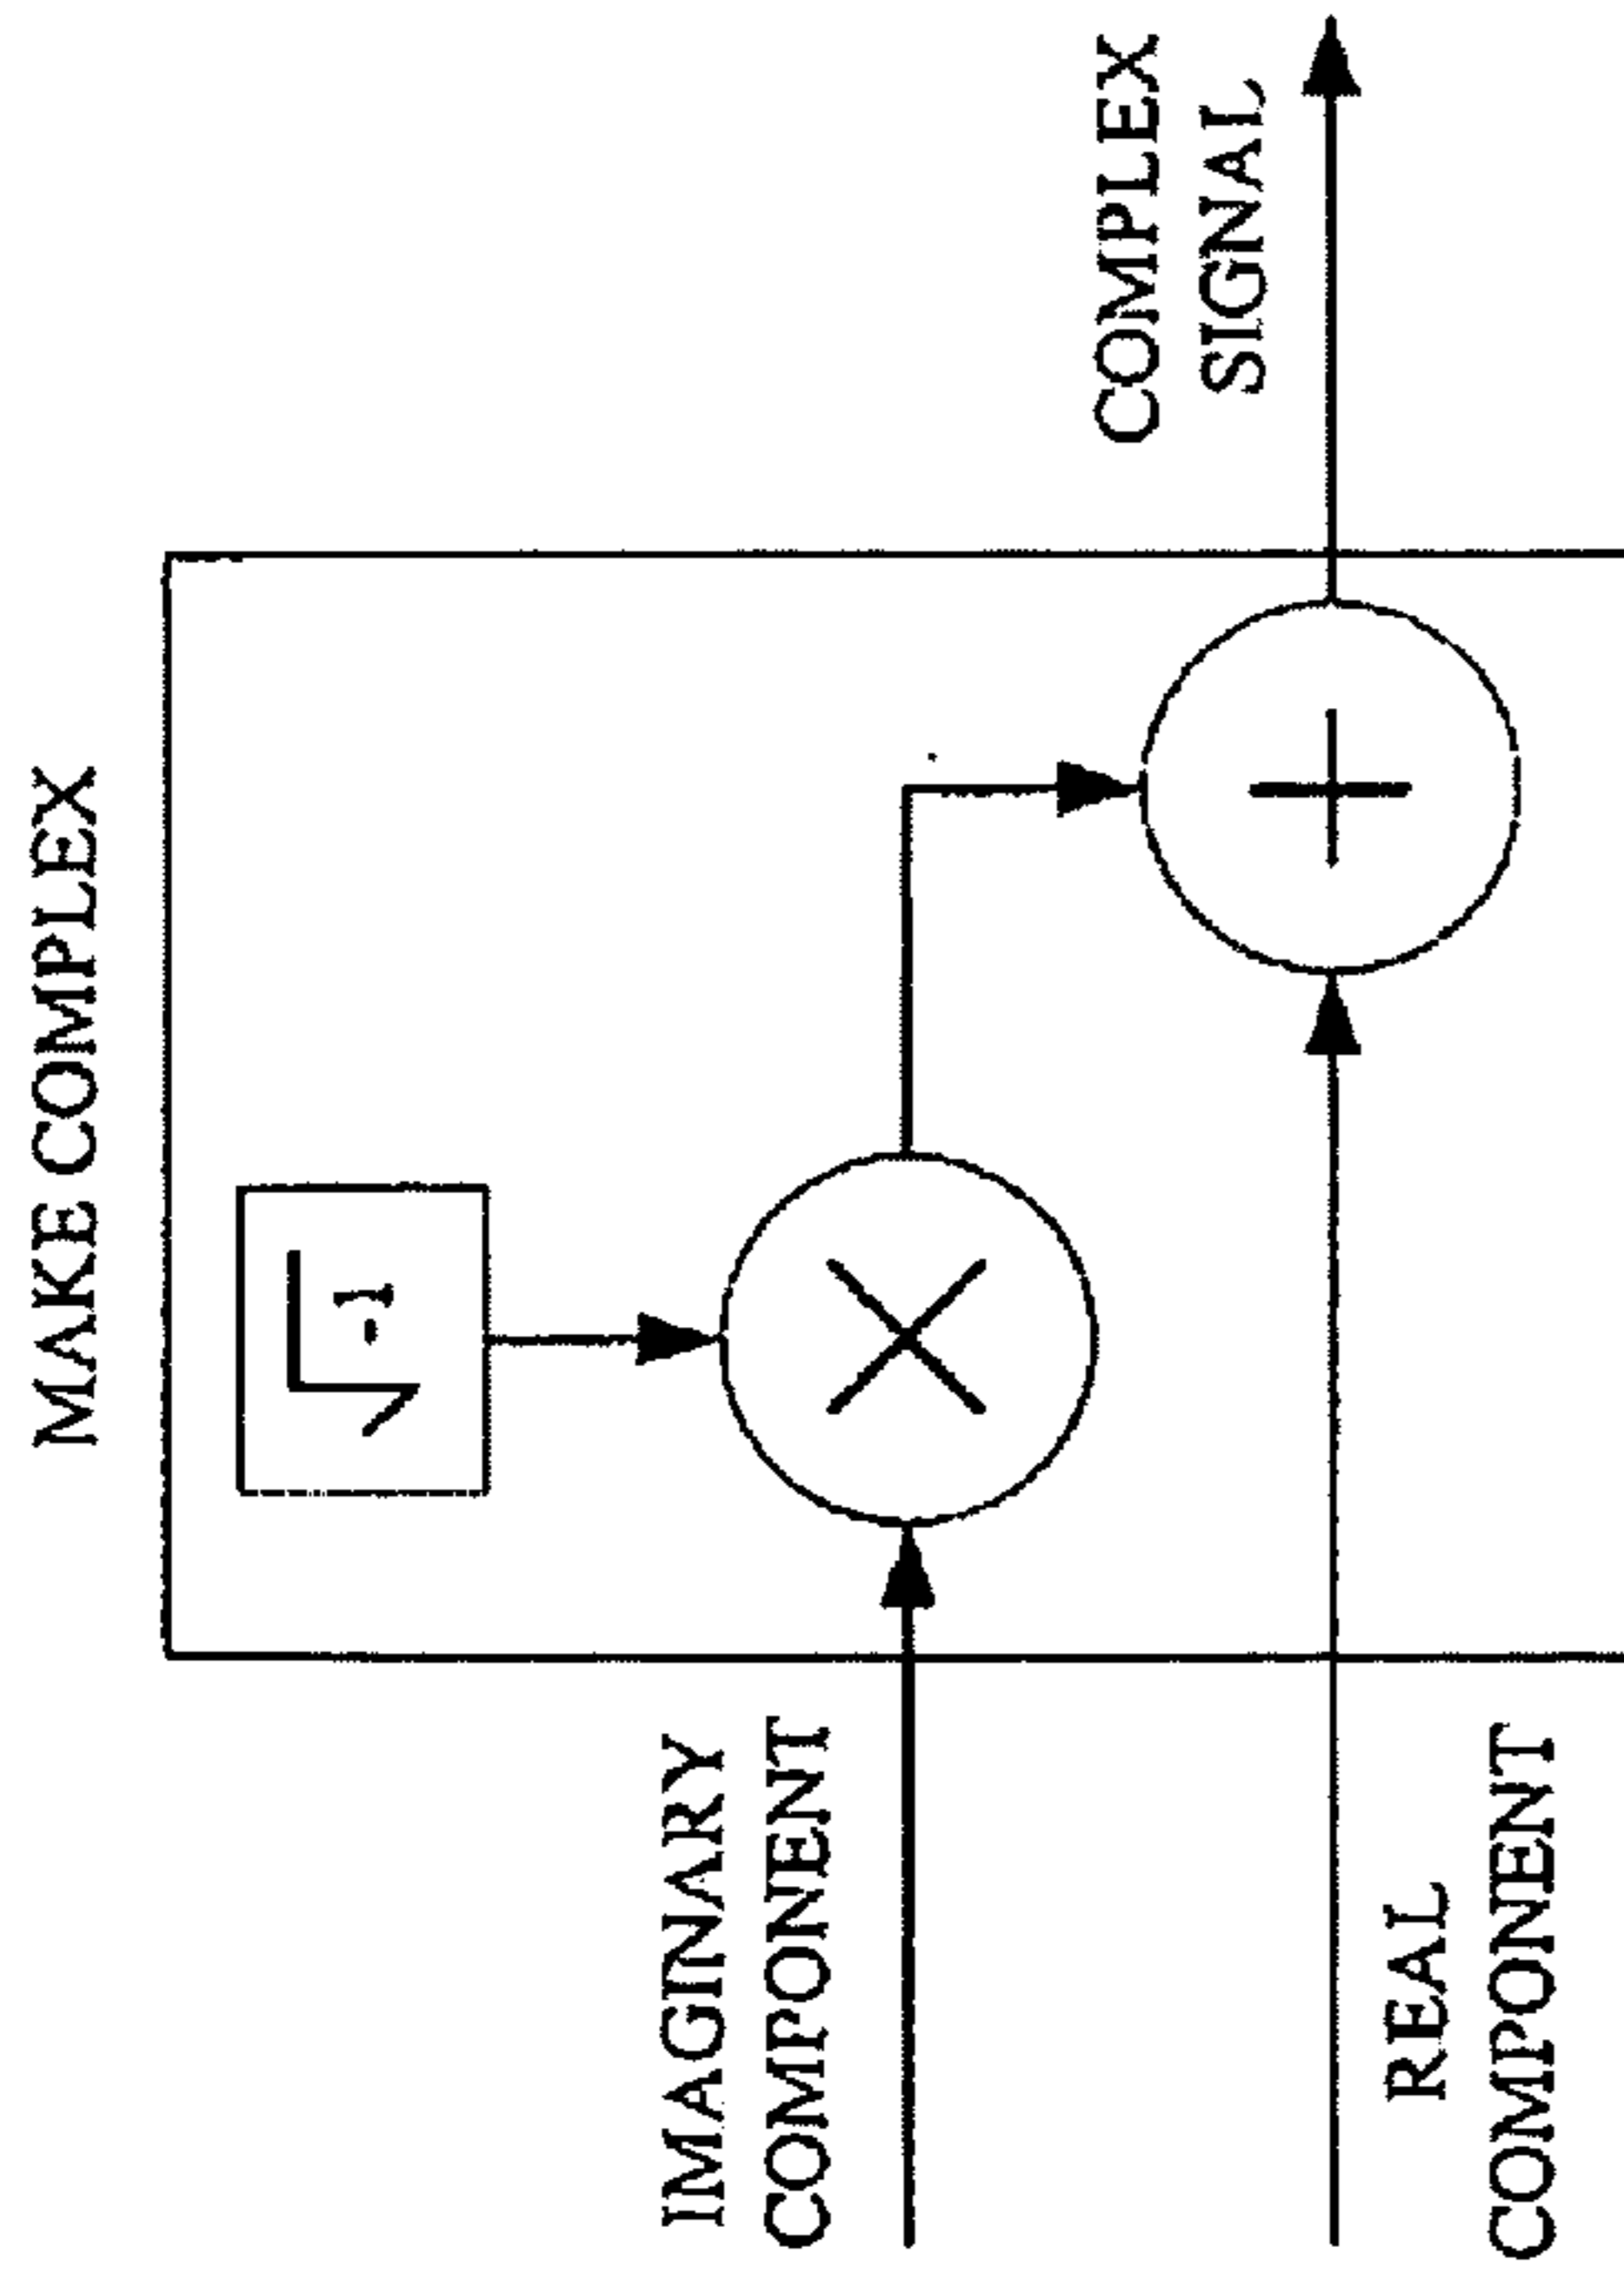 MAKE COMPLEX
√-1
×
IMAGINARY
COMPONENT
+
COMPLEX
SIGNAL
REAL
COMPONENT